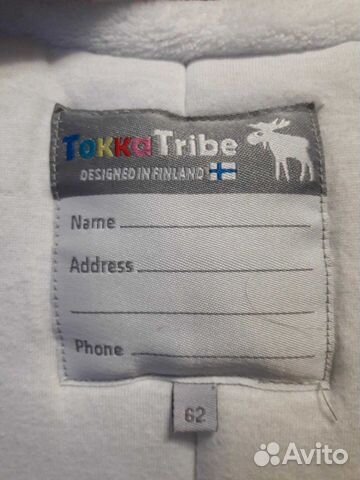 TokkaTribe
DESIGNED IN FINLAND
Name
Address
Phone
62
Avito